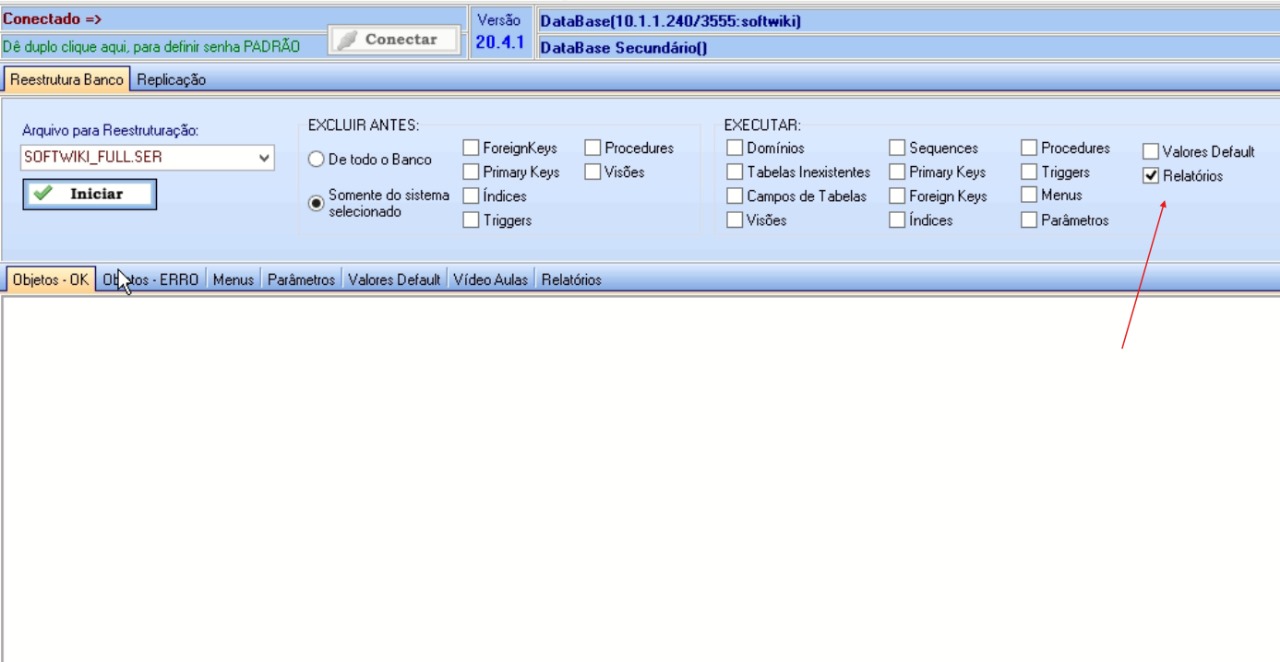 Conectado =>
Dê duplo clique aqui, para definir senha PADRÃO
Conectar
Versão
20.4.1
DataBase(10.1.1.240/3555:softwiki)
DataBase Secundário()
Reestrutura Banco
Replicação
Arquivo para Reestruturação:
SOFTWIKI_FULL.SER
Iniciar
EXCLUIR ANTES:
De todo o Banco
Somente do sistema
selecionado
ForeignKeys
Primary Keys
Índices
Triggers
Procedures
Visões
EXECUTAR:
Domínios
Tabelas Inexistentes
Campos de Tabelas
Visões
Sequences
Primary Keys
Foreign Keys
Índices
Procedures
Triggers
Menus
Parâmetros
Valores Default
Relatórios
Objetos - OK
Objetos - ERRO
Menus
Parâmetros
Valores Default
Vídeo Aulas
Relatórios